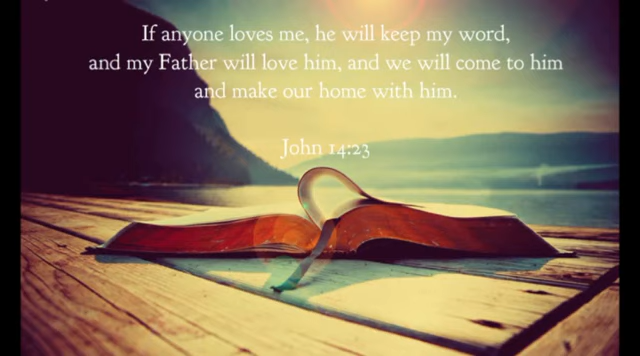 If anyone loves me, he will keep my word,
and my Father will love him, and we will come to him
and make our home with him.
John 14:23